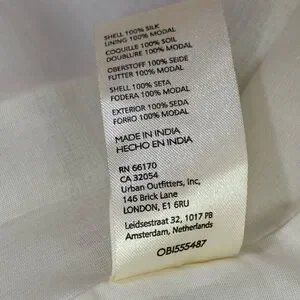 SHELL 100% SILK
LINING 100% MODAL
COQUILLE 100% SOIL
DOUBLURE 100% MODAL
OBERSTOFF 100% SEIDE
FUTTER 100% MODAL
SHELL 100% SETA
FODERA 100% MODAL
EXTERIOR 100% SEDA
FORRO 100% MODAL
MADE IN INDIA
HECHO EN INDIA
RN 66170
CA 32054
Urban Outfitters, Inc,
146 Brick Lane
LONDON, E1 6RU
Leidsestraat 32, 1017 PB
Amsterdam, Netherlands
OBI555487